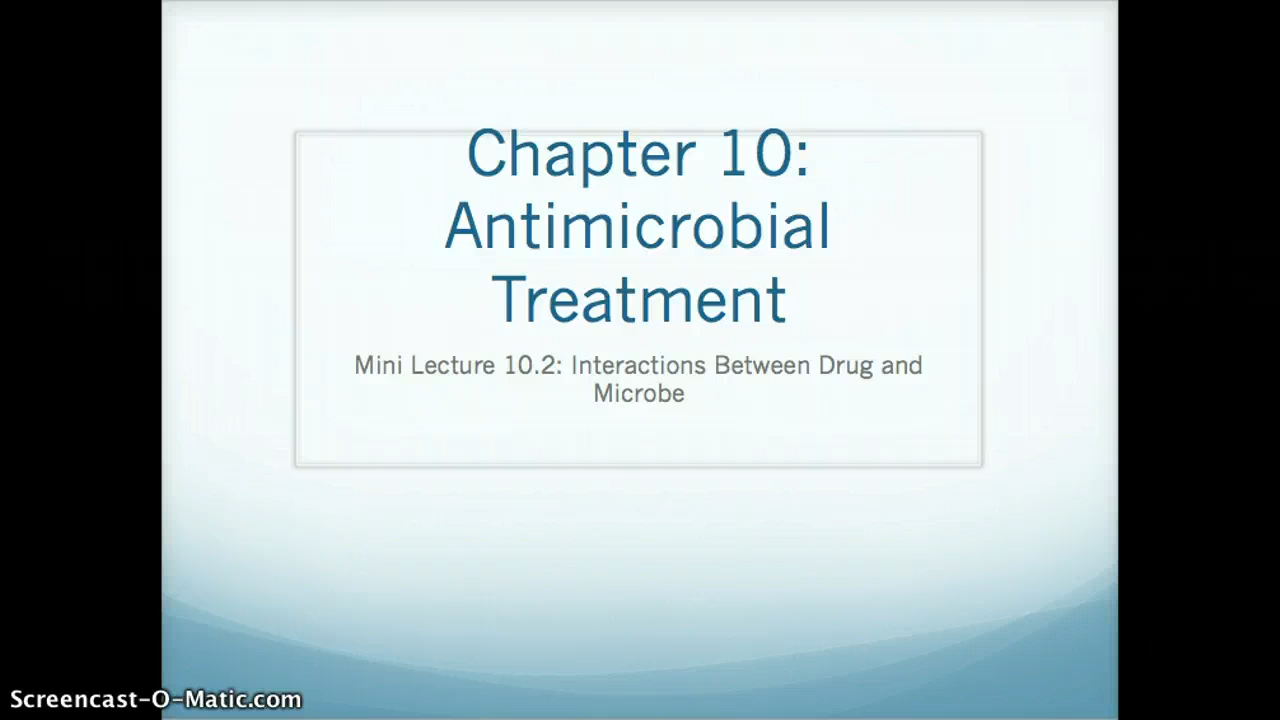 Chapter 10:
Antimicrobial
Treatment
Mini Lecture 10.2: Interactions Between Drug and
Microbe
Screencast-O-Matic.com